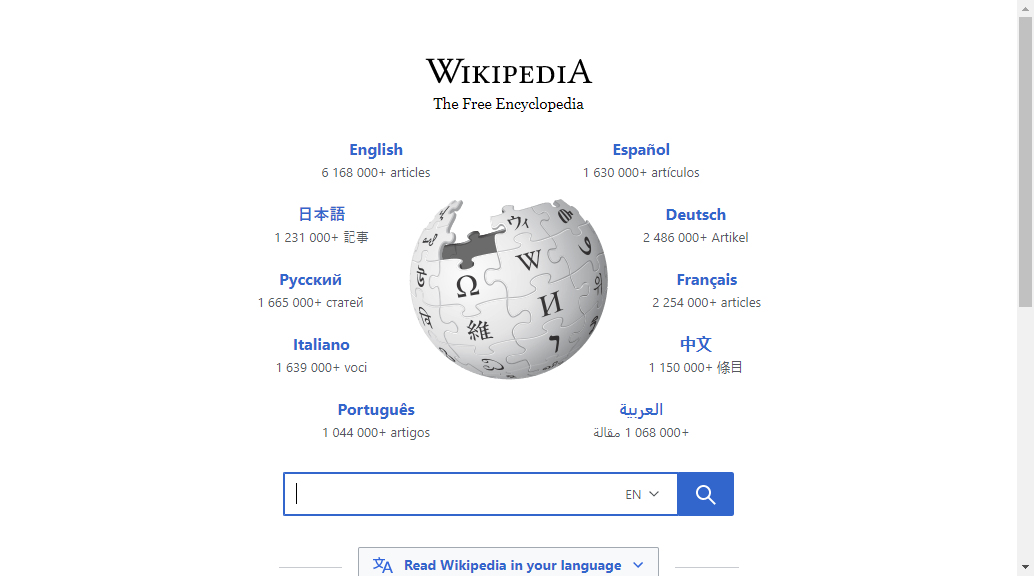 WIKIPEDIA
The Free Encyclopedia
English
6 168 000+ articles
Español
1 630 000+ artículos
日本語
1 231 000+ 記事
Deutsch
2 486 000+ Artikel
Русский
1 665 000+ статей
Français
2 254 000+ articles
Italiano
1 639 000+ voci
中文
1 150 000+ 條目
Português
1 044 000+ artigos
العربية
1 068 000+ مقالة
Ω
W
И
維
ウィ
EN
Read Wikipedia in your language